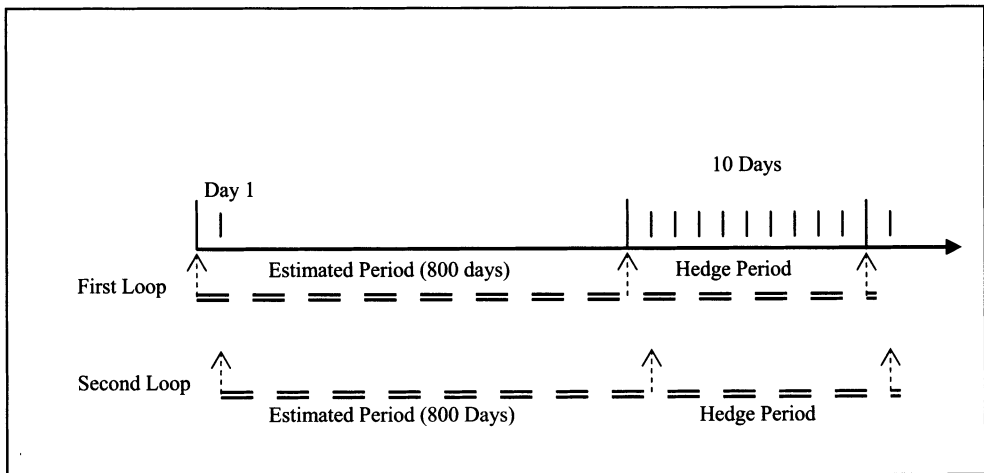 10 Days
Day 1
Estimated Period (800 days)
Hedge Period
First Loop
Second Loop
Estimated Period (800 Days)
Hedge Period